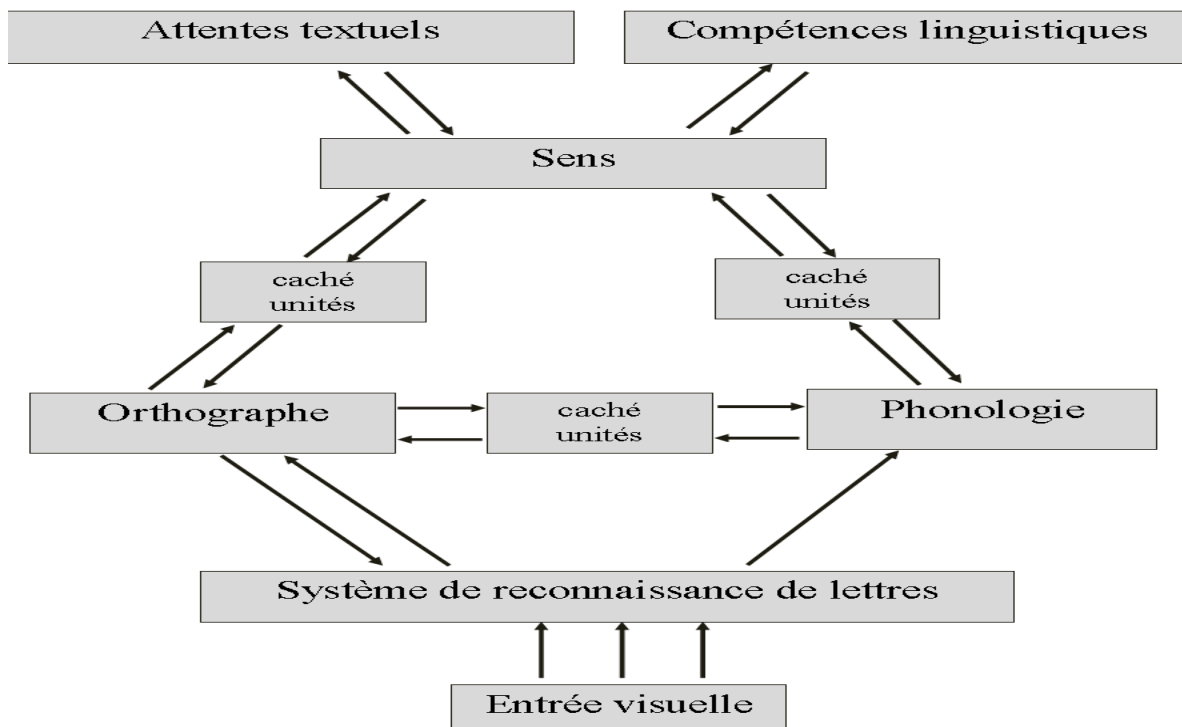 Attentes textuels
Compétences linguistiques
Sens
caché
unités
caché
unités
Orthographe
caché
unités
Phonologie
Système de reconnaissance de lettres
Entrée visuelle